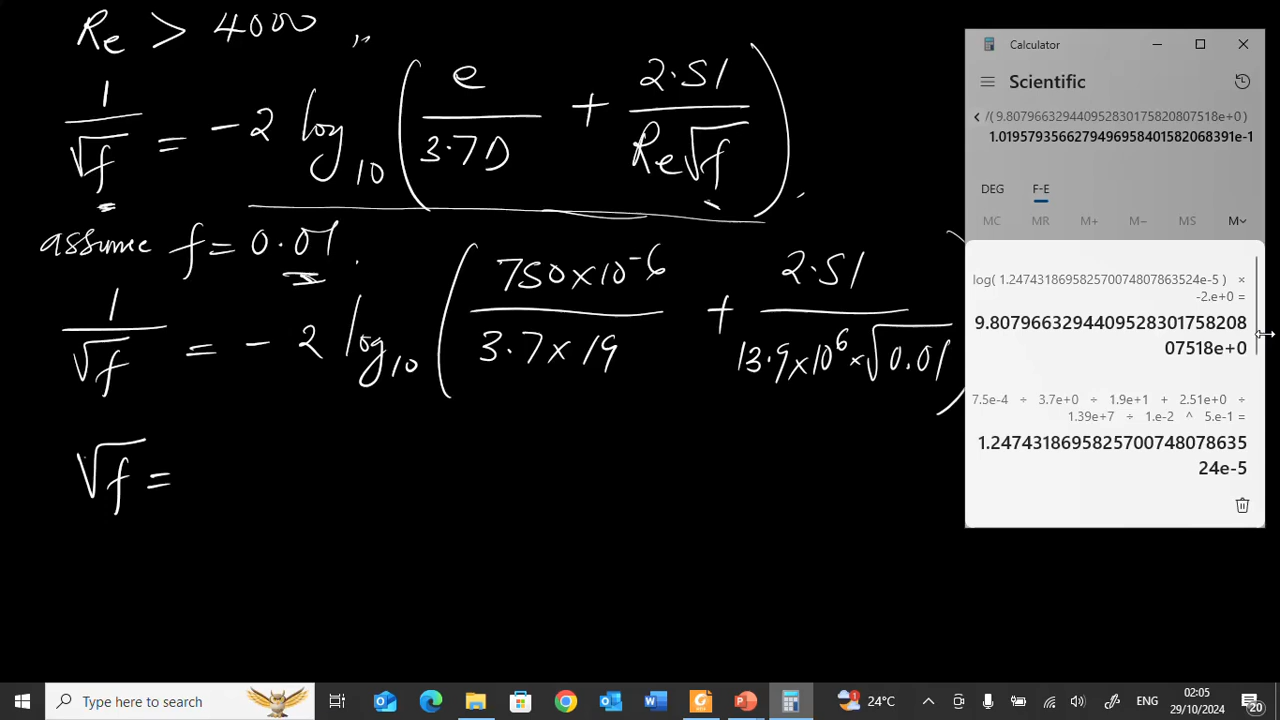 Re > 4000 ,,
1/√f = -2 log10 (e/3.7D + 2.51/Re√f) .
assume f = 0.01 .
1/√f = -2 log10 (750×10^-6/3.7×19 + 2.51/13.9×10^6×√0.01)
√f =
Calculator
Scientific
/(9.807966329440952830175820807518e+0)
1.0195793566279496958401582068391e-1
DEG F-E
MC MR M+ M− MS M˅
log( 1.2474318695825700748078635​24e-5 ) ×
-2.e+0 =
9.80796632944095283017​58208
07518e+0
7.5e-4 ÷ 3.7e+0 ÷ 1.9e+1 + 2.51e+0 ÷
1.39e+7 ÷ 1.e-2 ^ 5.e-1 =
1.2474318695825700748078635
24e-5
Type here to search
24°C
ENG
02:05
29/10/2024
20